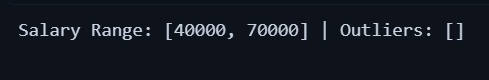 Salary Range: [40000, 70000] | Outliers: []